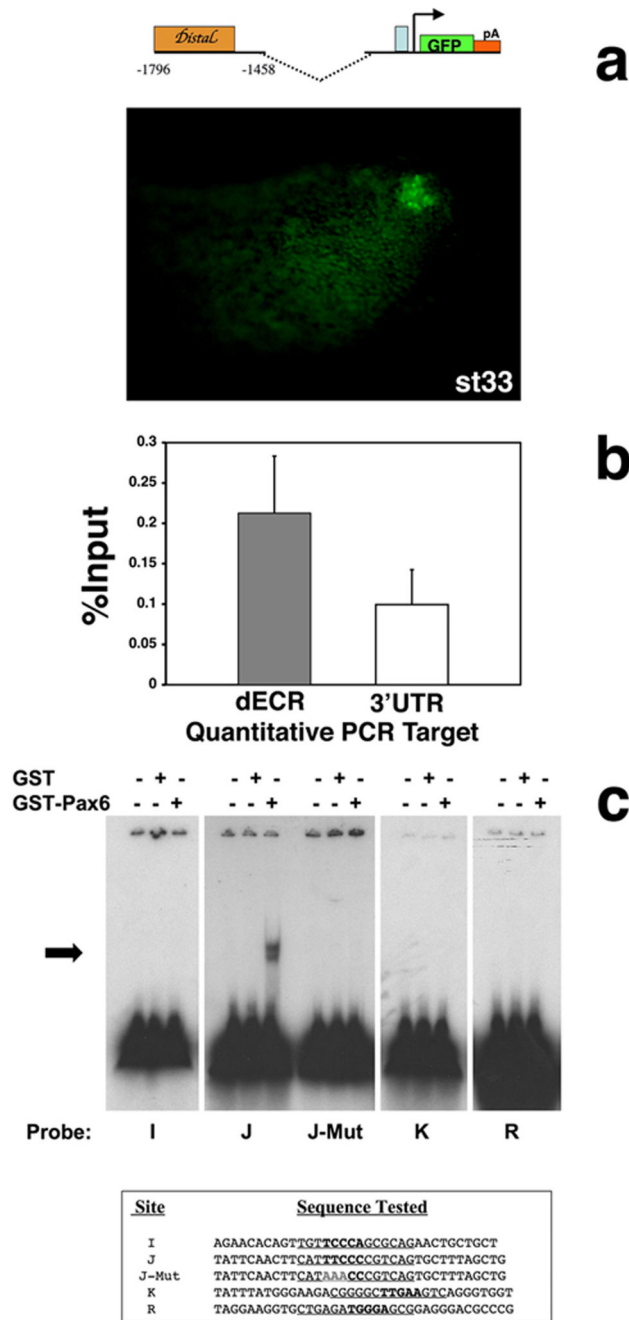 Distal
GFP
pA
-1796
-1458
a
st33
b
0.3
0.25
0.2
0.15
0.1
0.05
0
%Input
dECR
3'UTR
Quantitative PCR Target
c
GST - + - - + - - + - - + - - + -
GST-Pax6 - - + - - + - - + - - + - - +
Probe: I J J-Mut K R
Site Sequence Tested
I AGAACACAGTTGTTCCCAGCGCAGAACTGCTGCT
J TATTCAACTTCATTTCCCCGTCAGTGCTTTAGCTG
J-Mut TATTCAACTTCATAAACCCGTCAGTGCTTTAGCTG
K TATTTATGGGAAGACGGGGCTTGAAGTCAGGGTGGT
R TAGGAAGGTGCTGAGATGGGAGCGGAGGGACGCCCG